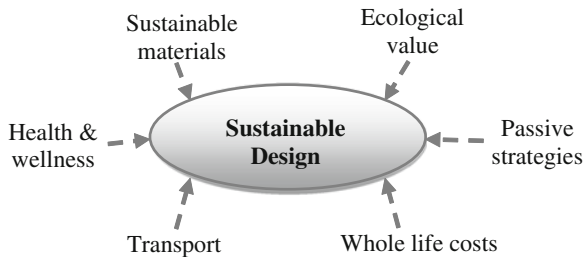 Sustainable
materials
Ecological
value
Health &
wellness
Sustainable
Design
Passive
strategies
Transport
Whole life costs